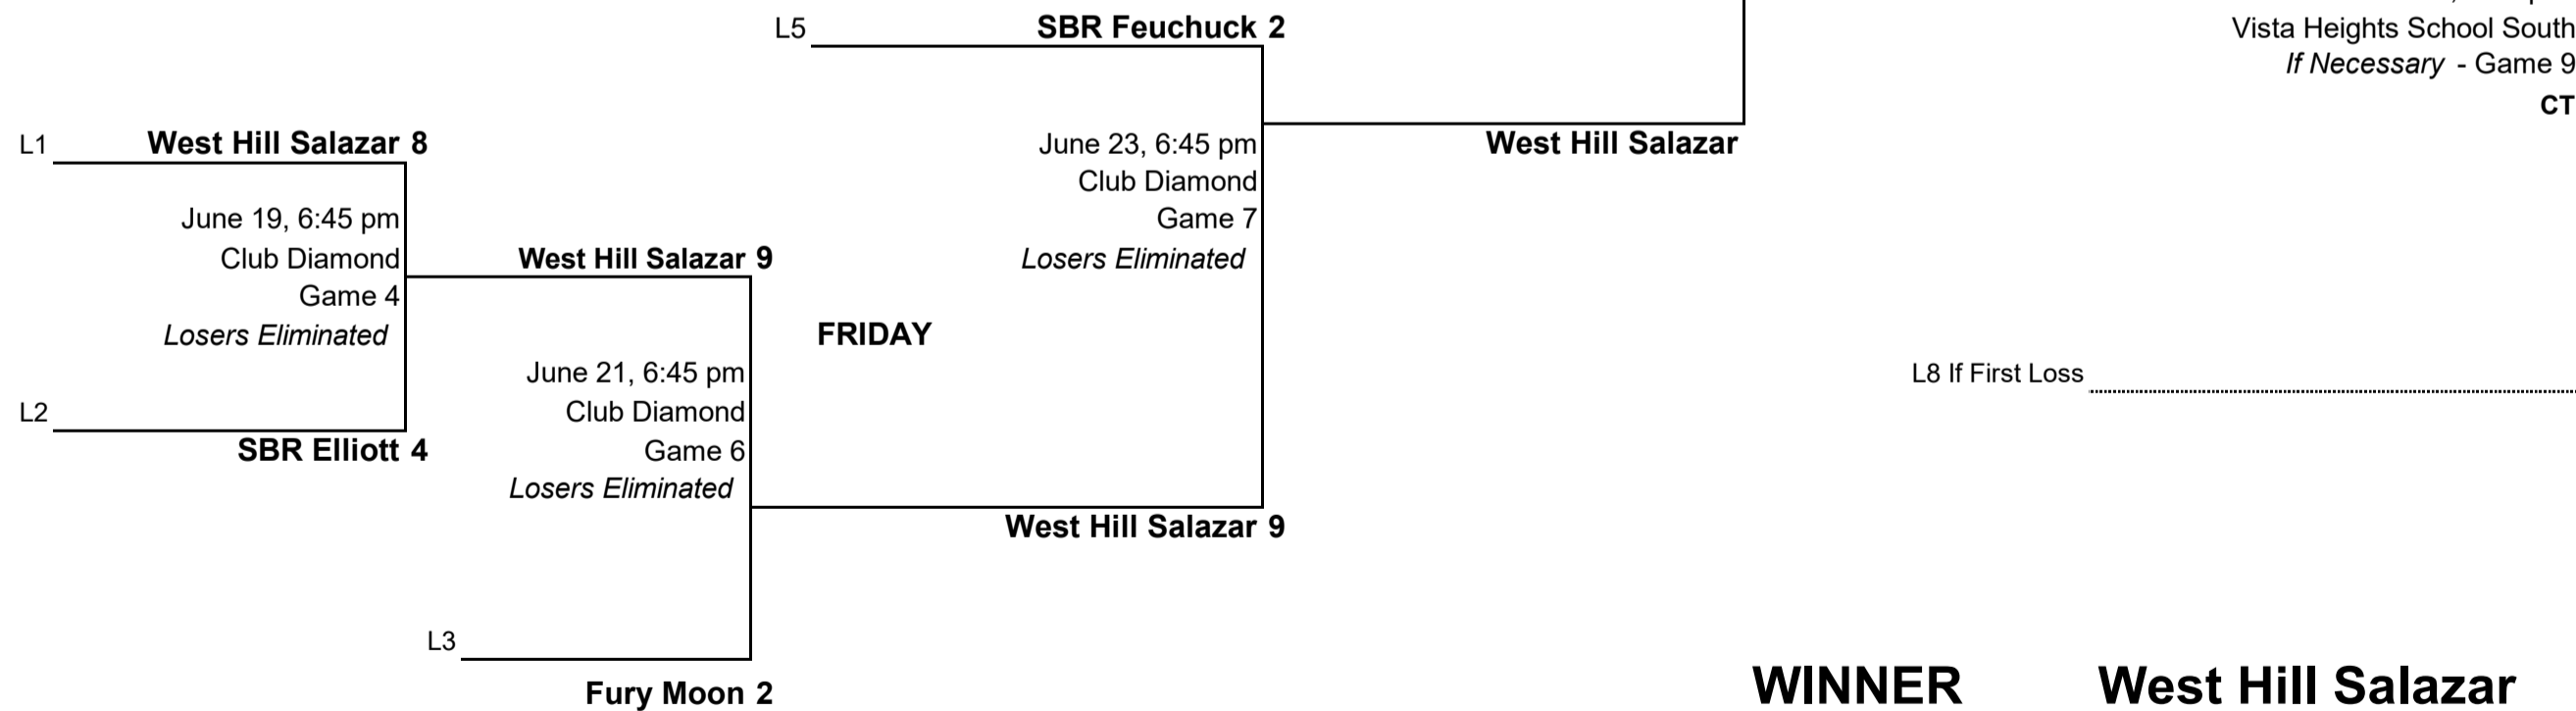 L5 SBR Feuchuck 2
Vista Heights School South
If Necessary - Game 9
CT
L1 West Hill Salazar 8
June 23, 6:45 pm
West Hill Salazar
Club Diamond
June 19, 6:45 pm
Game 7
Club Diamond
West Hill Salazar 9
Losers Eliminated
Game 4
Losers Eliminated
FRIDAY
June 21, 6:45 pm
L8 If First Loss
L2
Club Diamond
SBR Elliott 4
Game 6
Losers Eliminated
West Hill Salazar 9
L3
Fury Moon 2
WINNER West Hill Salazar